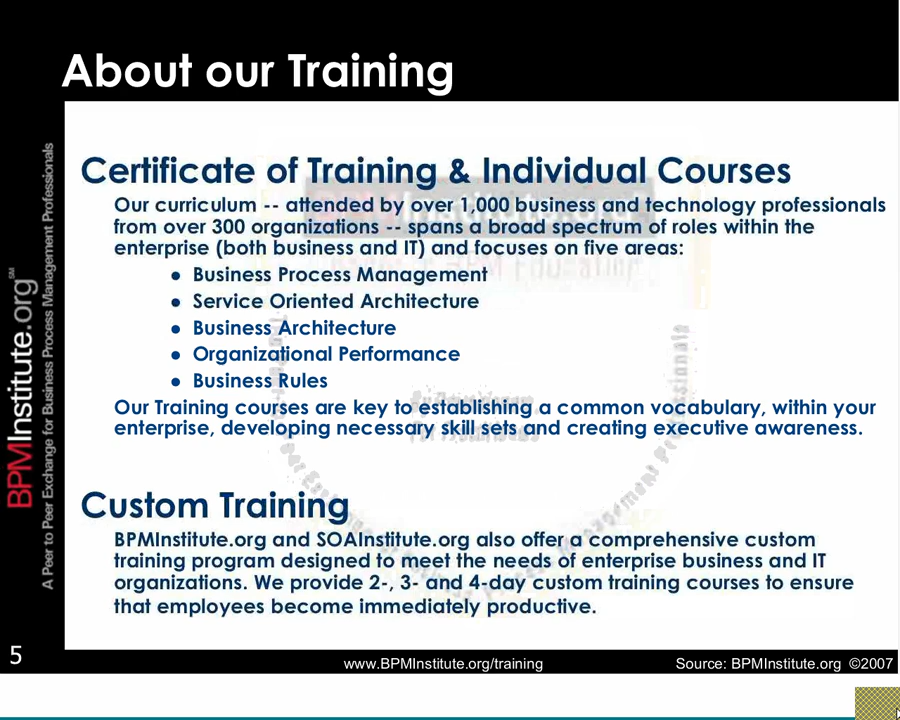 About our Training
Certificate of Training & Individual Courses
Our curriculum -- attended by over 1,000 business and technology professionals
from over 300 organizations -- spans a broad spectrum of roles within the
enterprise (both business and IT) and focuses on five areas:
● Business Process Management
● Service Oriented Architecture
● Business Architecture
● Organizational Performance
● Business Rules
Our Training courses are key to establishing a common vocabulary, within your
enterprise, developing necessary skill sets and creating executive awareness.
Custom Training
BPMInstitute.org and SOAInstitute.org also offer a comprehensive custom
training program designed to meet the needs of enterprise business and IT
organizations. We provide 2-, 3- and 4-day custom training courses to ensure
that employees become immediately productive.
BPMInstitute.org℠
A Peer to Peer Exchange for Business Process Management Professionals
5
www.BPMInstitute.org/training
Source: BPMInstitute.org ©2007